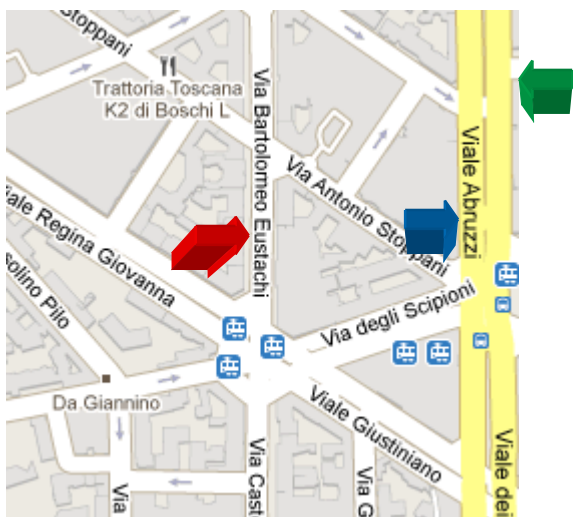 Stoppani
Trattoria Toscana
K2 di Boschi L
Via Bartolomeo Eustachi
Via Antonio Stoppani
Viale Abruzzi
Viale Regina Giovanna
solino Pilo
Via degli Scipioni
Da Giannino
Viale Giustiniano
Via
Via Cast
Via G
Viale dei